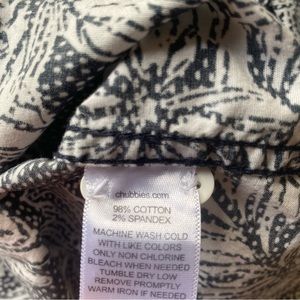 chubbies.com
98% COTTON
2% SPANDEX
MACHINE WASH COLD
WITH LIKE COLORS
ONLY NON CHLORINE
BLEACH WHEN NEEDED
TUMBLE DRY LOW
REMOVE PROMPTLY
WARM IRON IF NEEDED